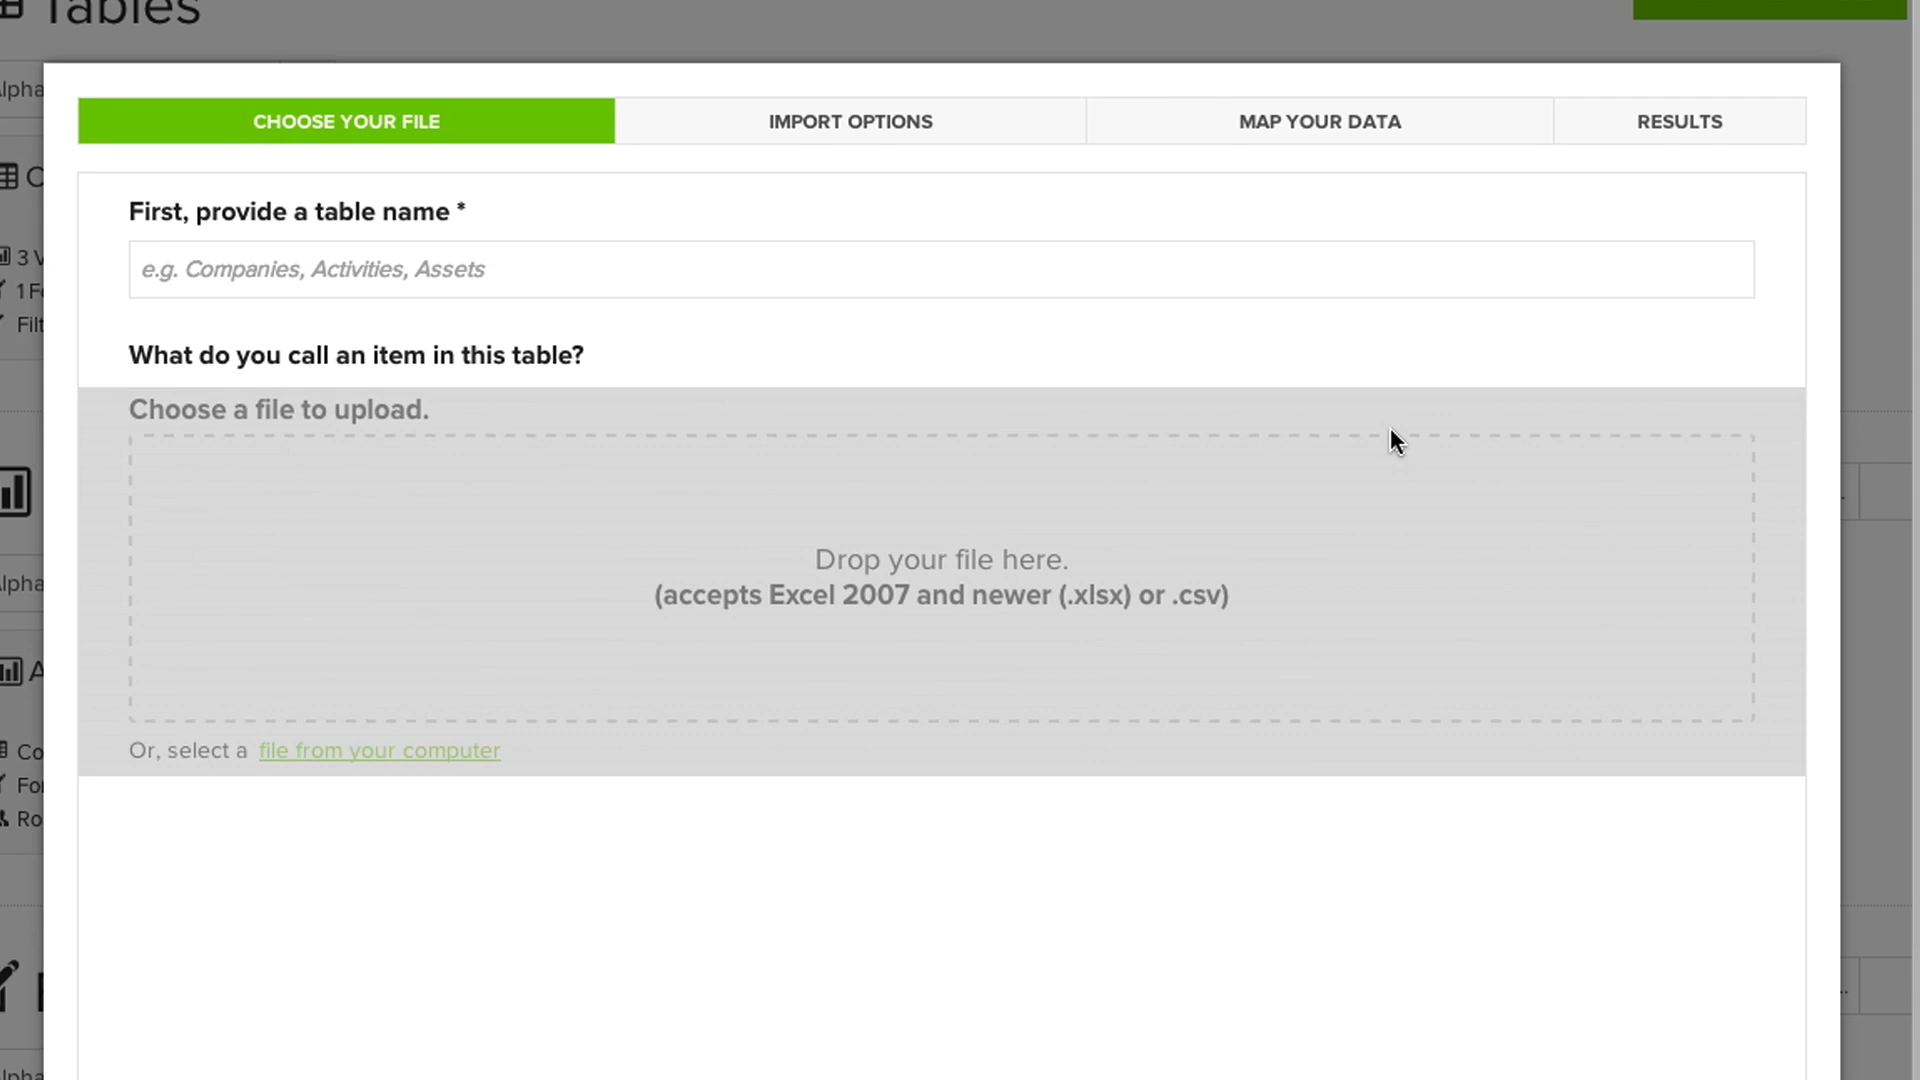 Tables
CHOOSE YOUR FILE
IMPORT OPTIONS
MAP YOUR DATA
RESULTS
First, provide a table name *
e.g. Companies, Activities, Assets
What do you call an item in this table?
Choose a file to upload.
Drop your file here.
(accepts Excel 2007 and newer (.xlsx) or .csv)
Or, select a file from your computer